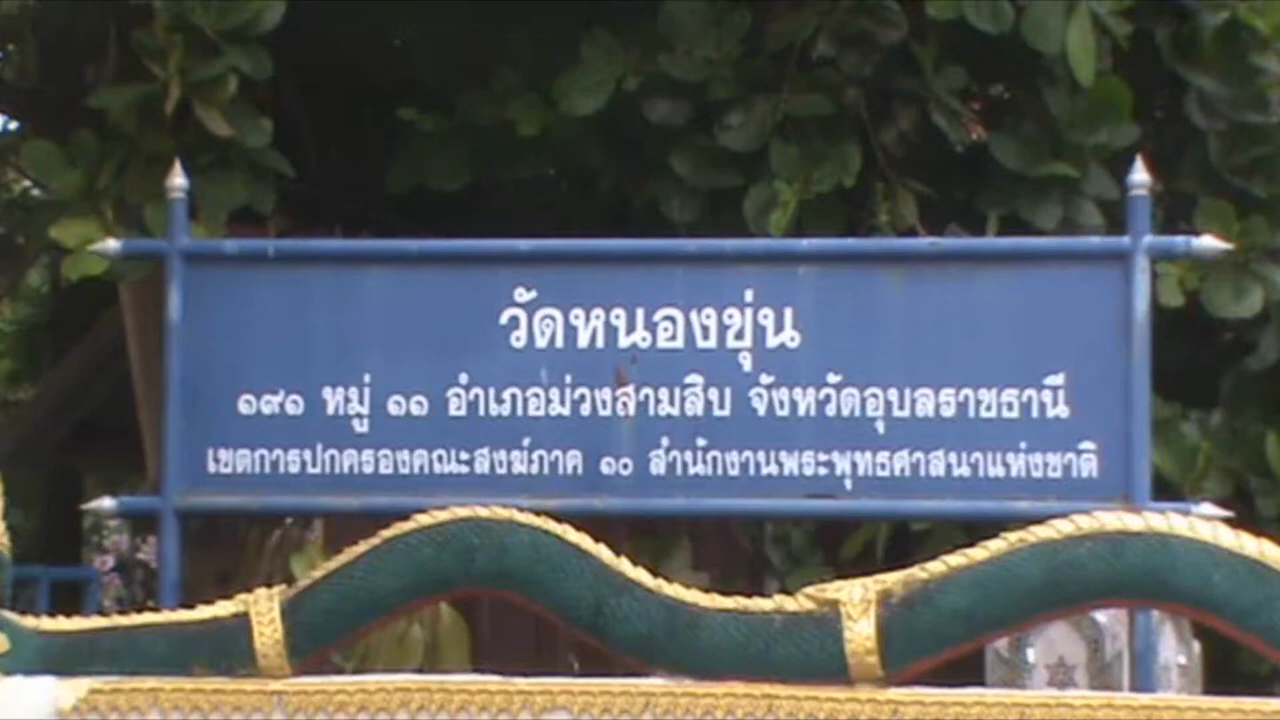 วัดหนองขุ่น
๑๙๑ หมู่ ๑๑ อำเภอม่วงสามสิบ จังหวัดอุบลราชธานี
เขตการปกครองคณะสงฆ์ภาค ๑๐ สำนักงานพระพุทธศาสนาแห่งชาติ